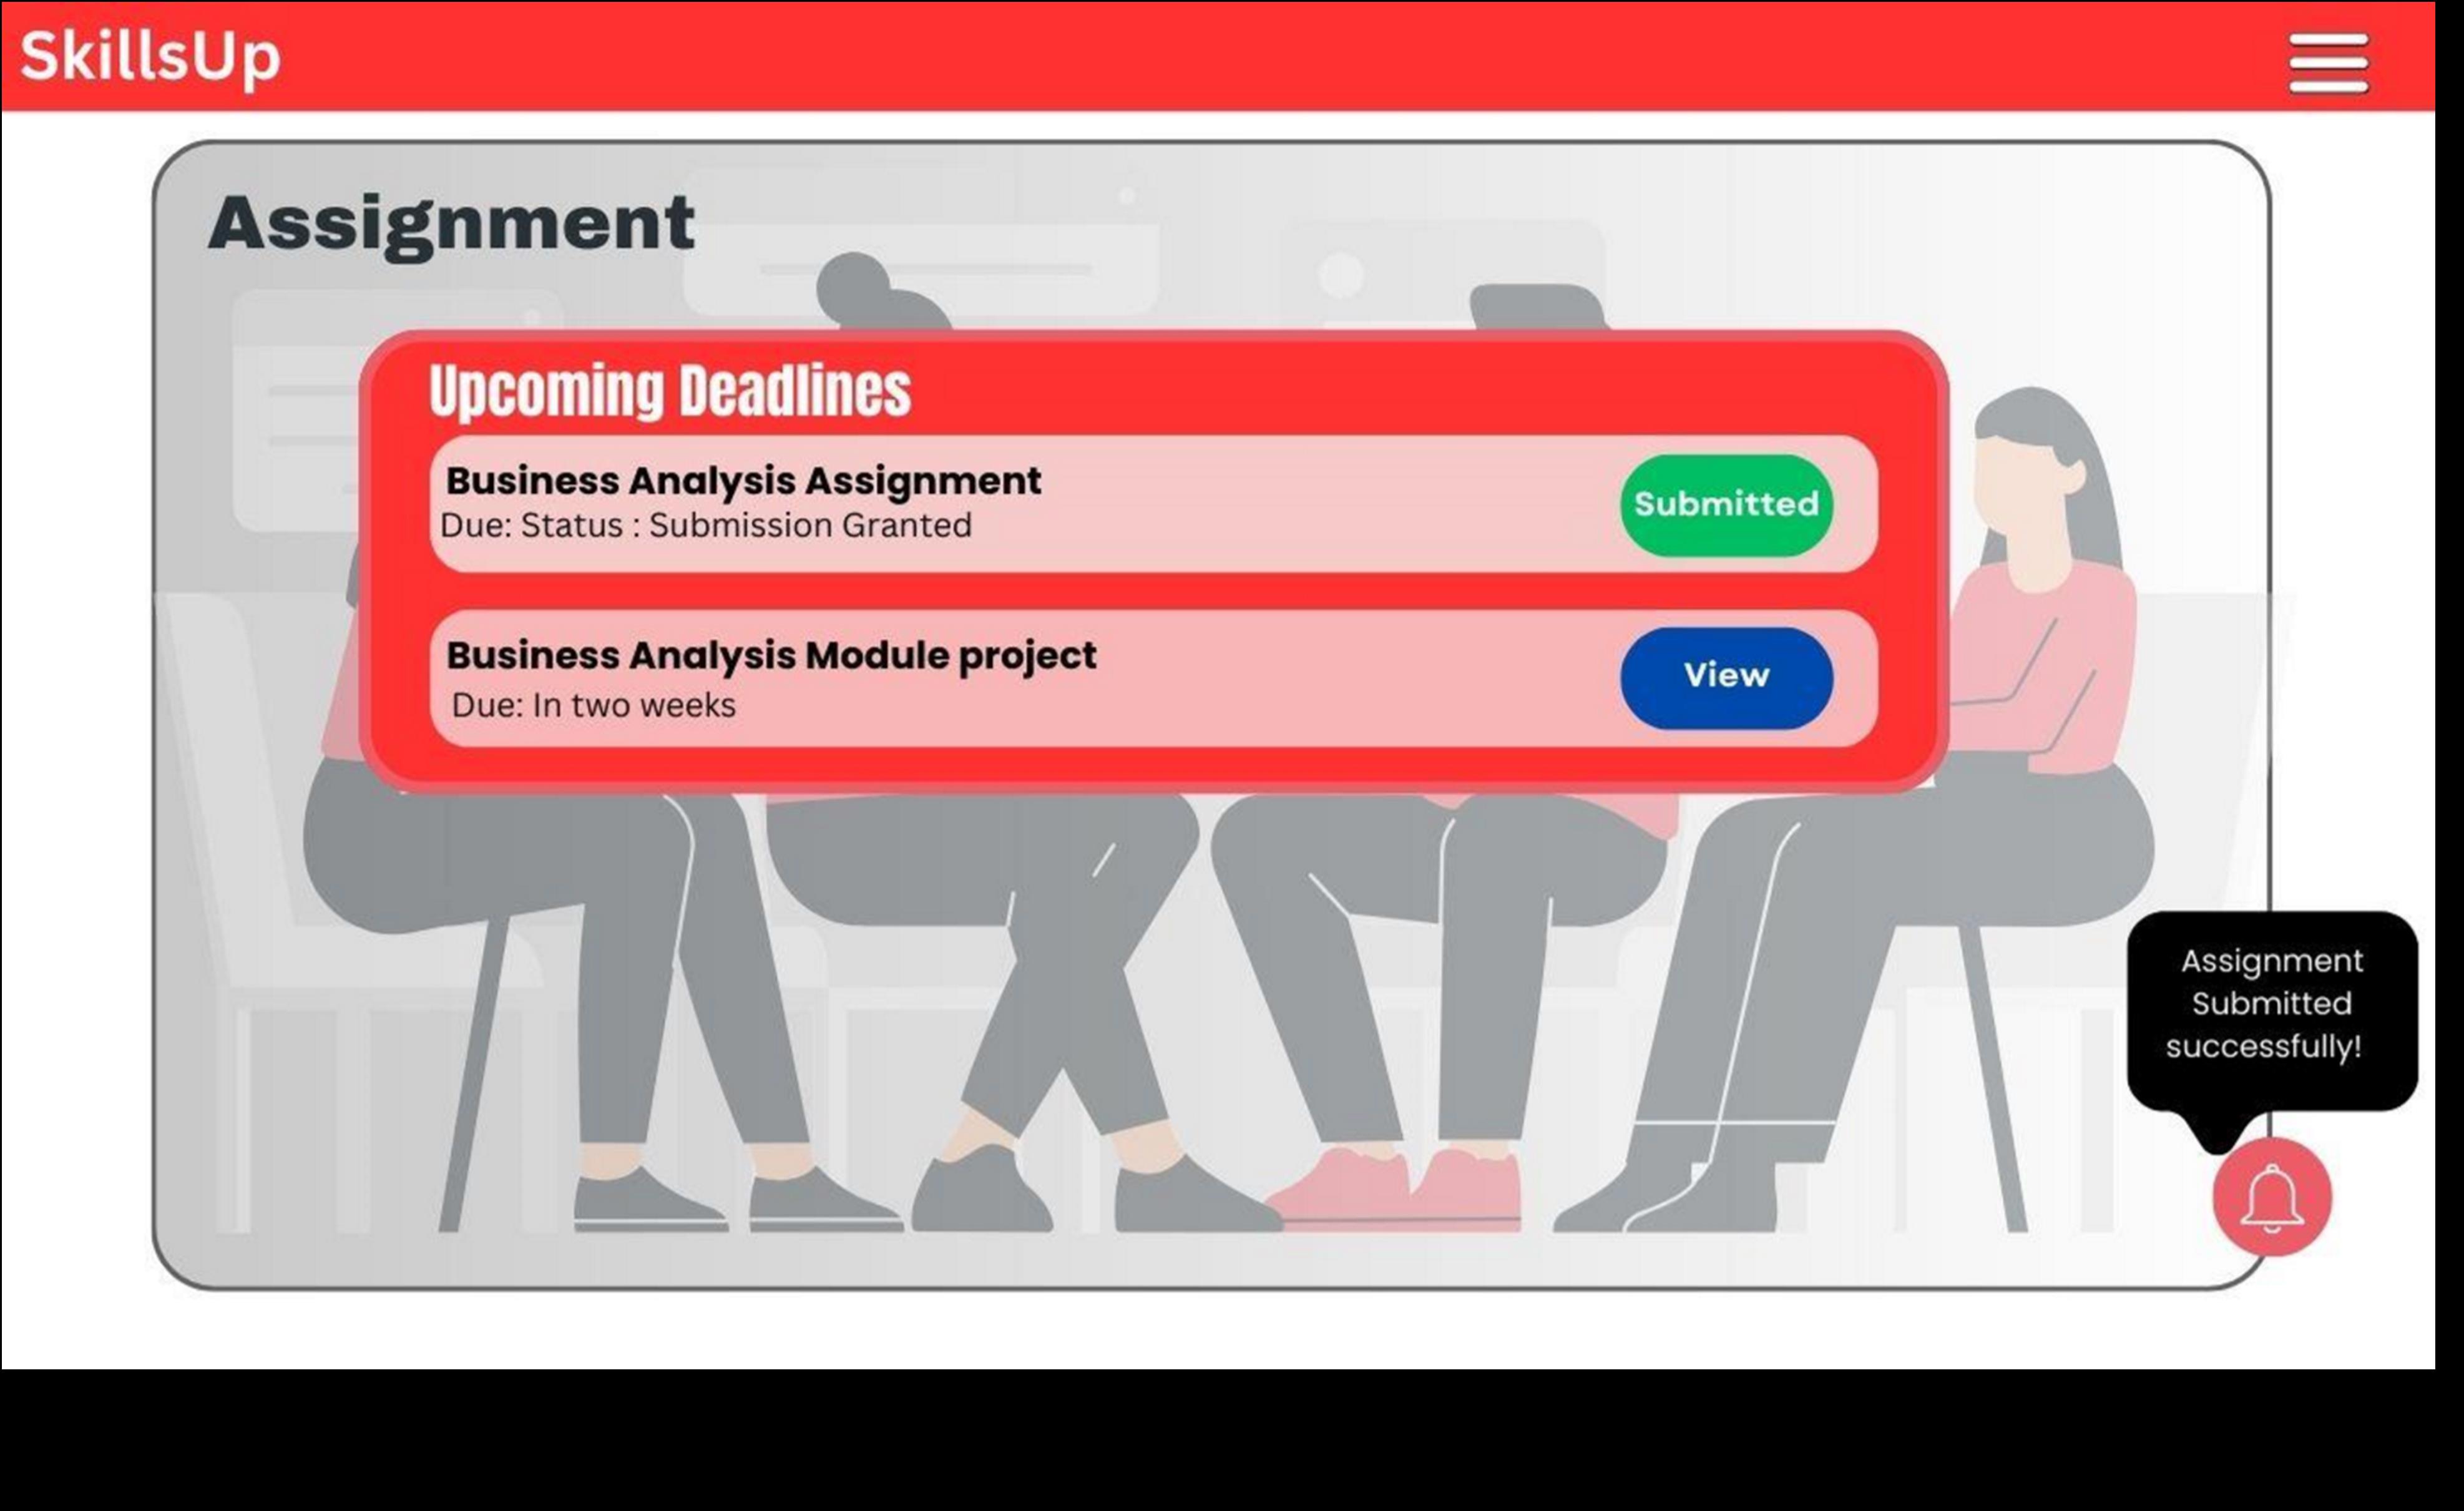 SkillsUp
Assignment
Upcoming Deadlines
Business Analysis Assignment
Due: Status : Submission Granted
Submitted
Business Analysis Module project
Due: In two weeks
View
Assignment
Submitted
successfully!